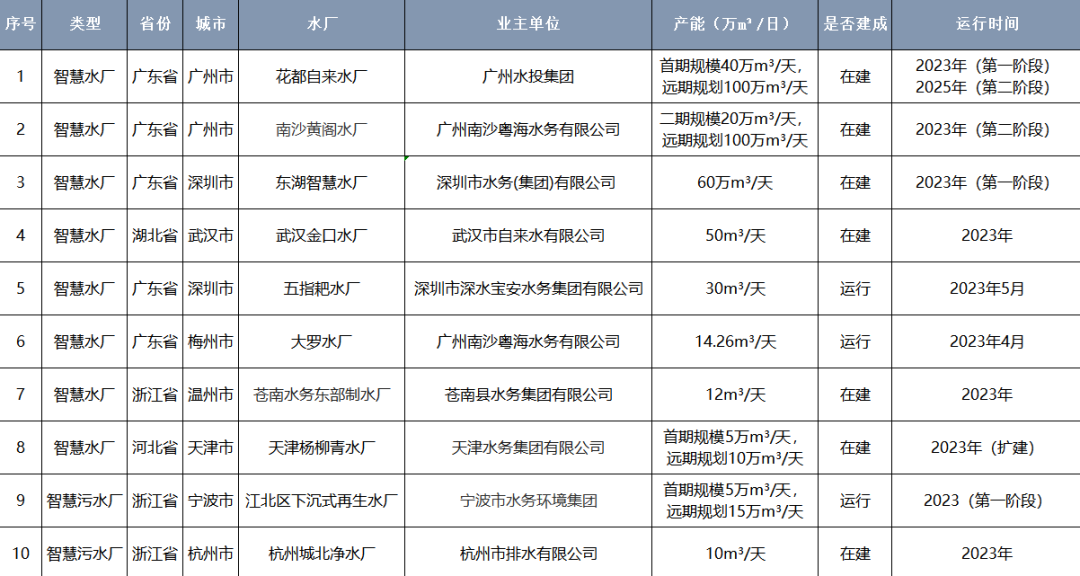 序号 类型 省份 城市 水厂 业主单位 产能（万m³/日） 是否建成 运行时间
1 智慧水厂 广东省 广州市 花都自来水厂 广州水投集团 首期规模40万m³/天， 在建 2023年（第一阶段）
远期规划100万m³/天 2025年（第二阶段）
2 智慧水厂 广东省 广州市 南沙黄阁水厂 广州南沙粤海水务有限公司 二期规模20万m³/天， 在建 2023年（第二阶段）
远期规划100万m³/天
3 智慧水厂 广东省 深圳市 东湖智慧水厂 深圳市水务(集团)有限公司 60万m³/天 在建 2023年（第一阶段）
4 智慧水厂 湖北省 武汉市 武汉金口水厂 武汉市自来水有限公司 50m³/天 在建 2023年
5 智慧水厂 广东省 深圳市 五指耙水厂 深圳市深水宝安水务集团有限公司 30m³/天 运行 2023年5月
6 智慧水厂 广东省 梅州市 大罗水厂 广州南沙粤海水务有限公司 14.26m³/天 运行 2023年4月
7 智慧水厂 浙江省 温州市 苍南水务东部制水厂 苍南县水务集团有限公司 12m³/天 在建 2023年
8 智慧水厂 河北省 天津市 天津杨柳青水厂 天津水务集团有限公司 首期规模5万m³/天， 在建 2023年（扩建）
远期规划10万m³/天
9 智慧污水厂 浙江省 宁波市 江北区下沉式再生水厂 宁波市水务环境集团 首期规模5万m³/天， 运行 2023（第一阶段）
远期规划15万m³/天
10 智慧污水厂 浙江省 杭州市 杭州城北净水厂 杭州市排水有限公司 10m³/天 在建 2023年